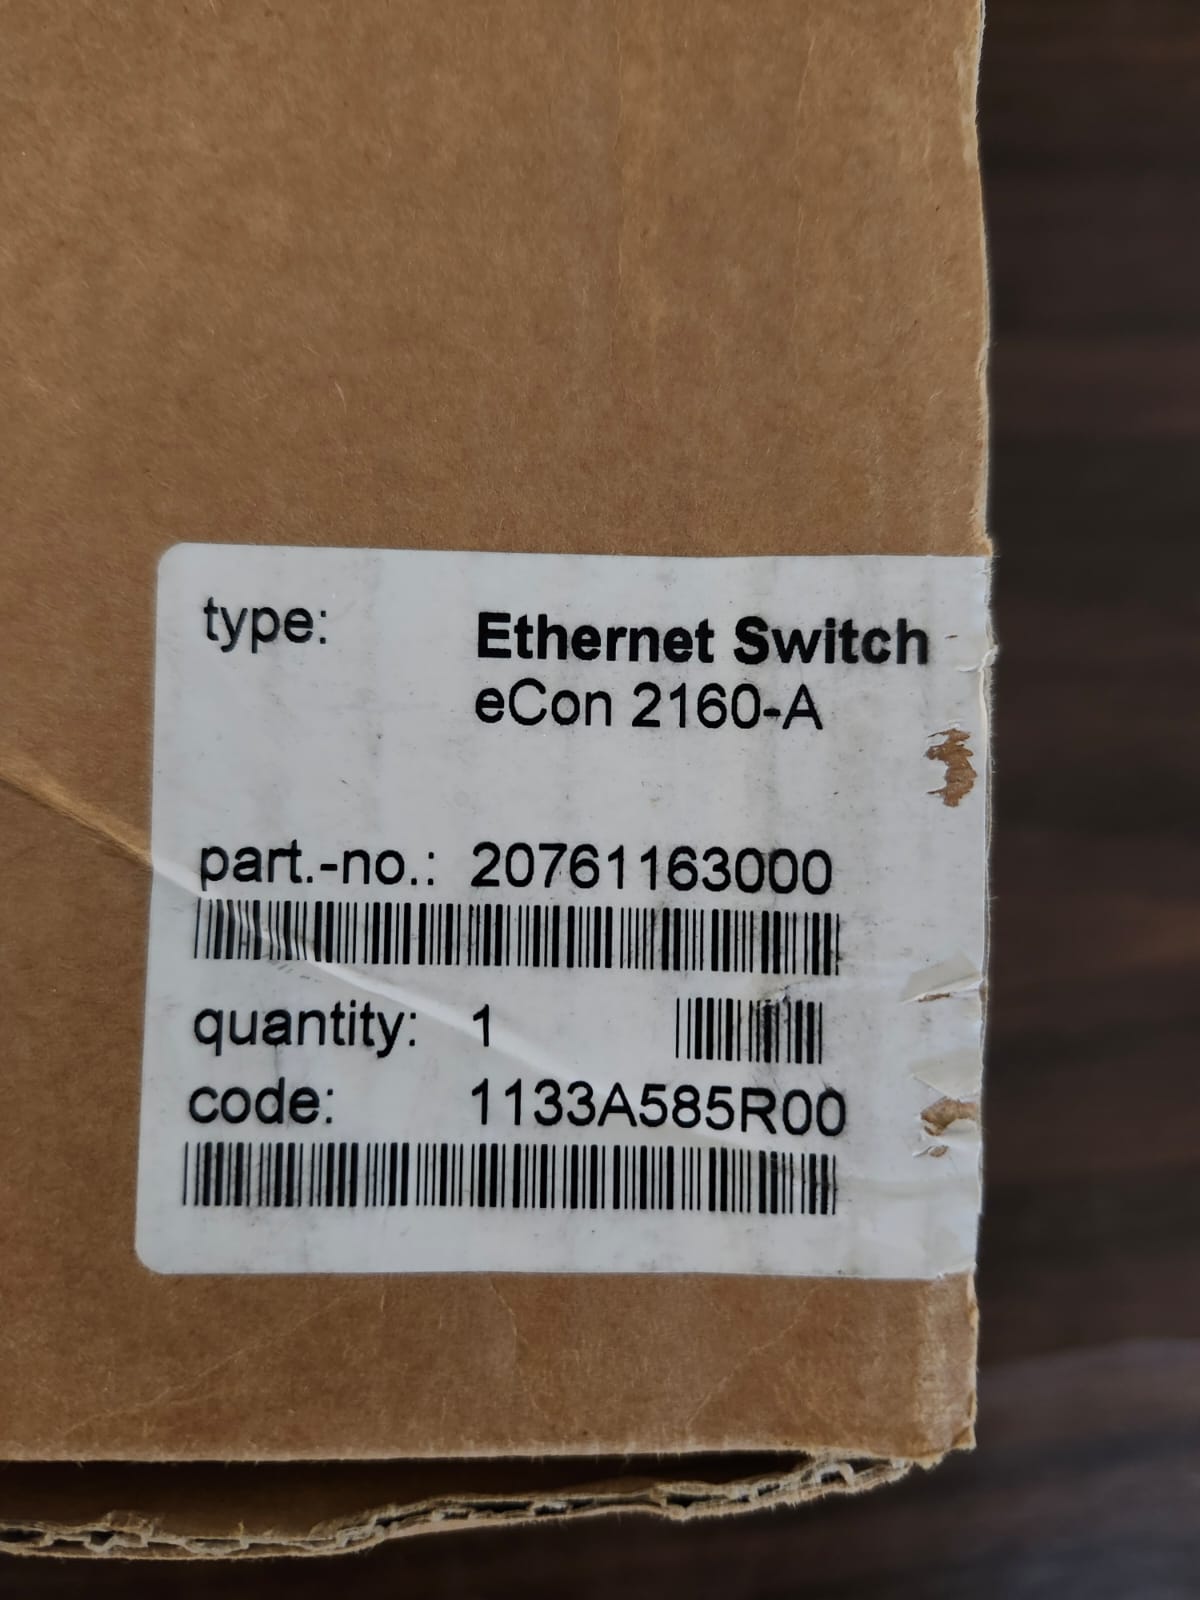 type: Ethernet Switch
eCon 2160-A
part.-no.: 20761163000
quantity: 1
code: 1133A585R00